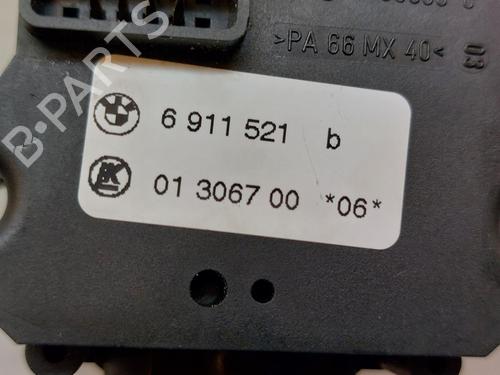 >PA 66 MX 40<
03
6 911 521 b
01 3067 00 *06*
B-PARTS